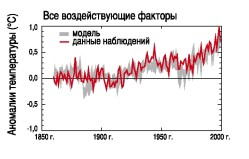 Все воздействующие факторы
Аномалии температуры (°C)
модель
данные наблюдений
1,0
0,5
0,0
-0,5
-1,0
1850 г.
1900 г.
1950 г.
2000 г.